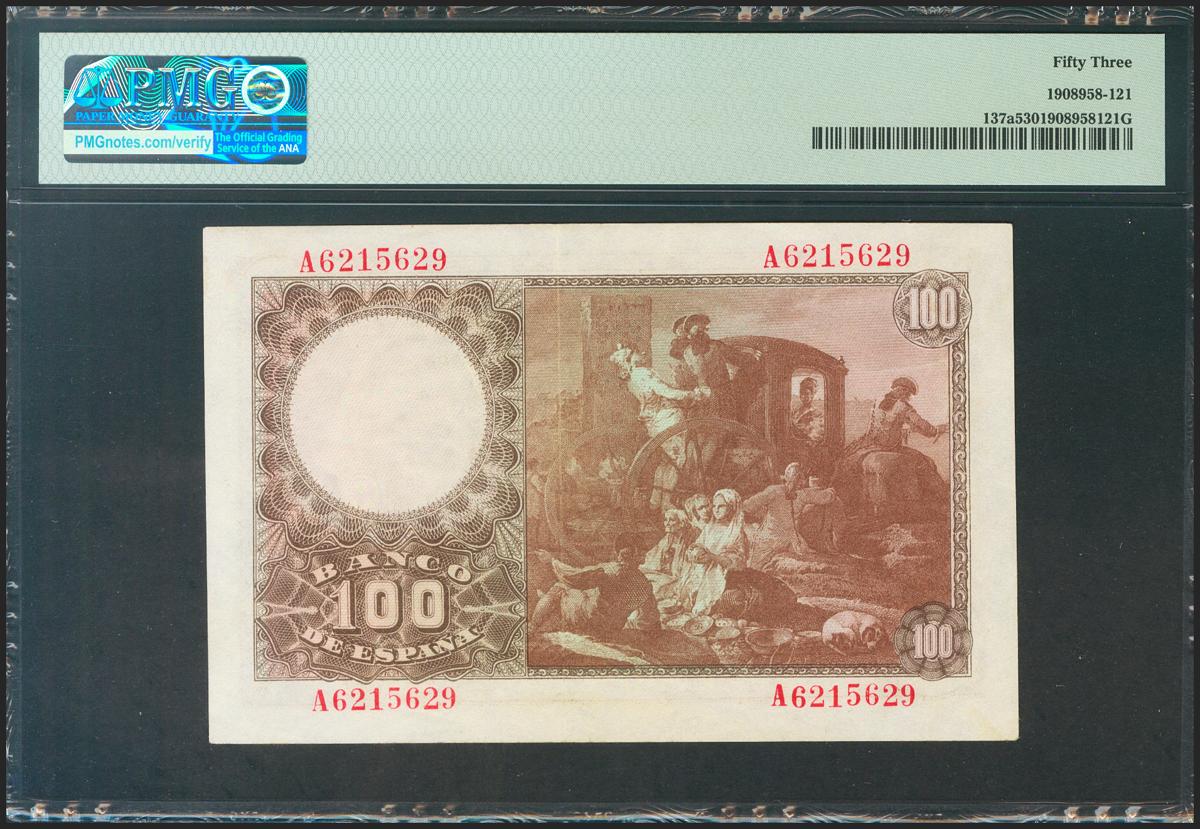 PMG
PAPER MONEY GUARANTY
PMGnotes.com/verify
The Official Grading
Service of the ANA
Fifty Three
1908958-121
137a5301908958121G
A6215629
A6215629
100
BANCO
100
DE ESPAÑA
100
A6215629
A6215629